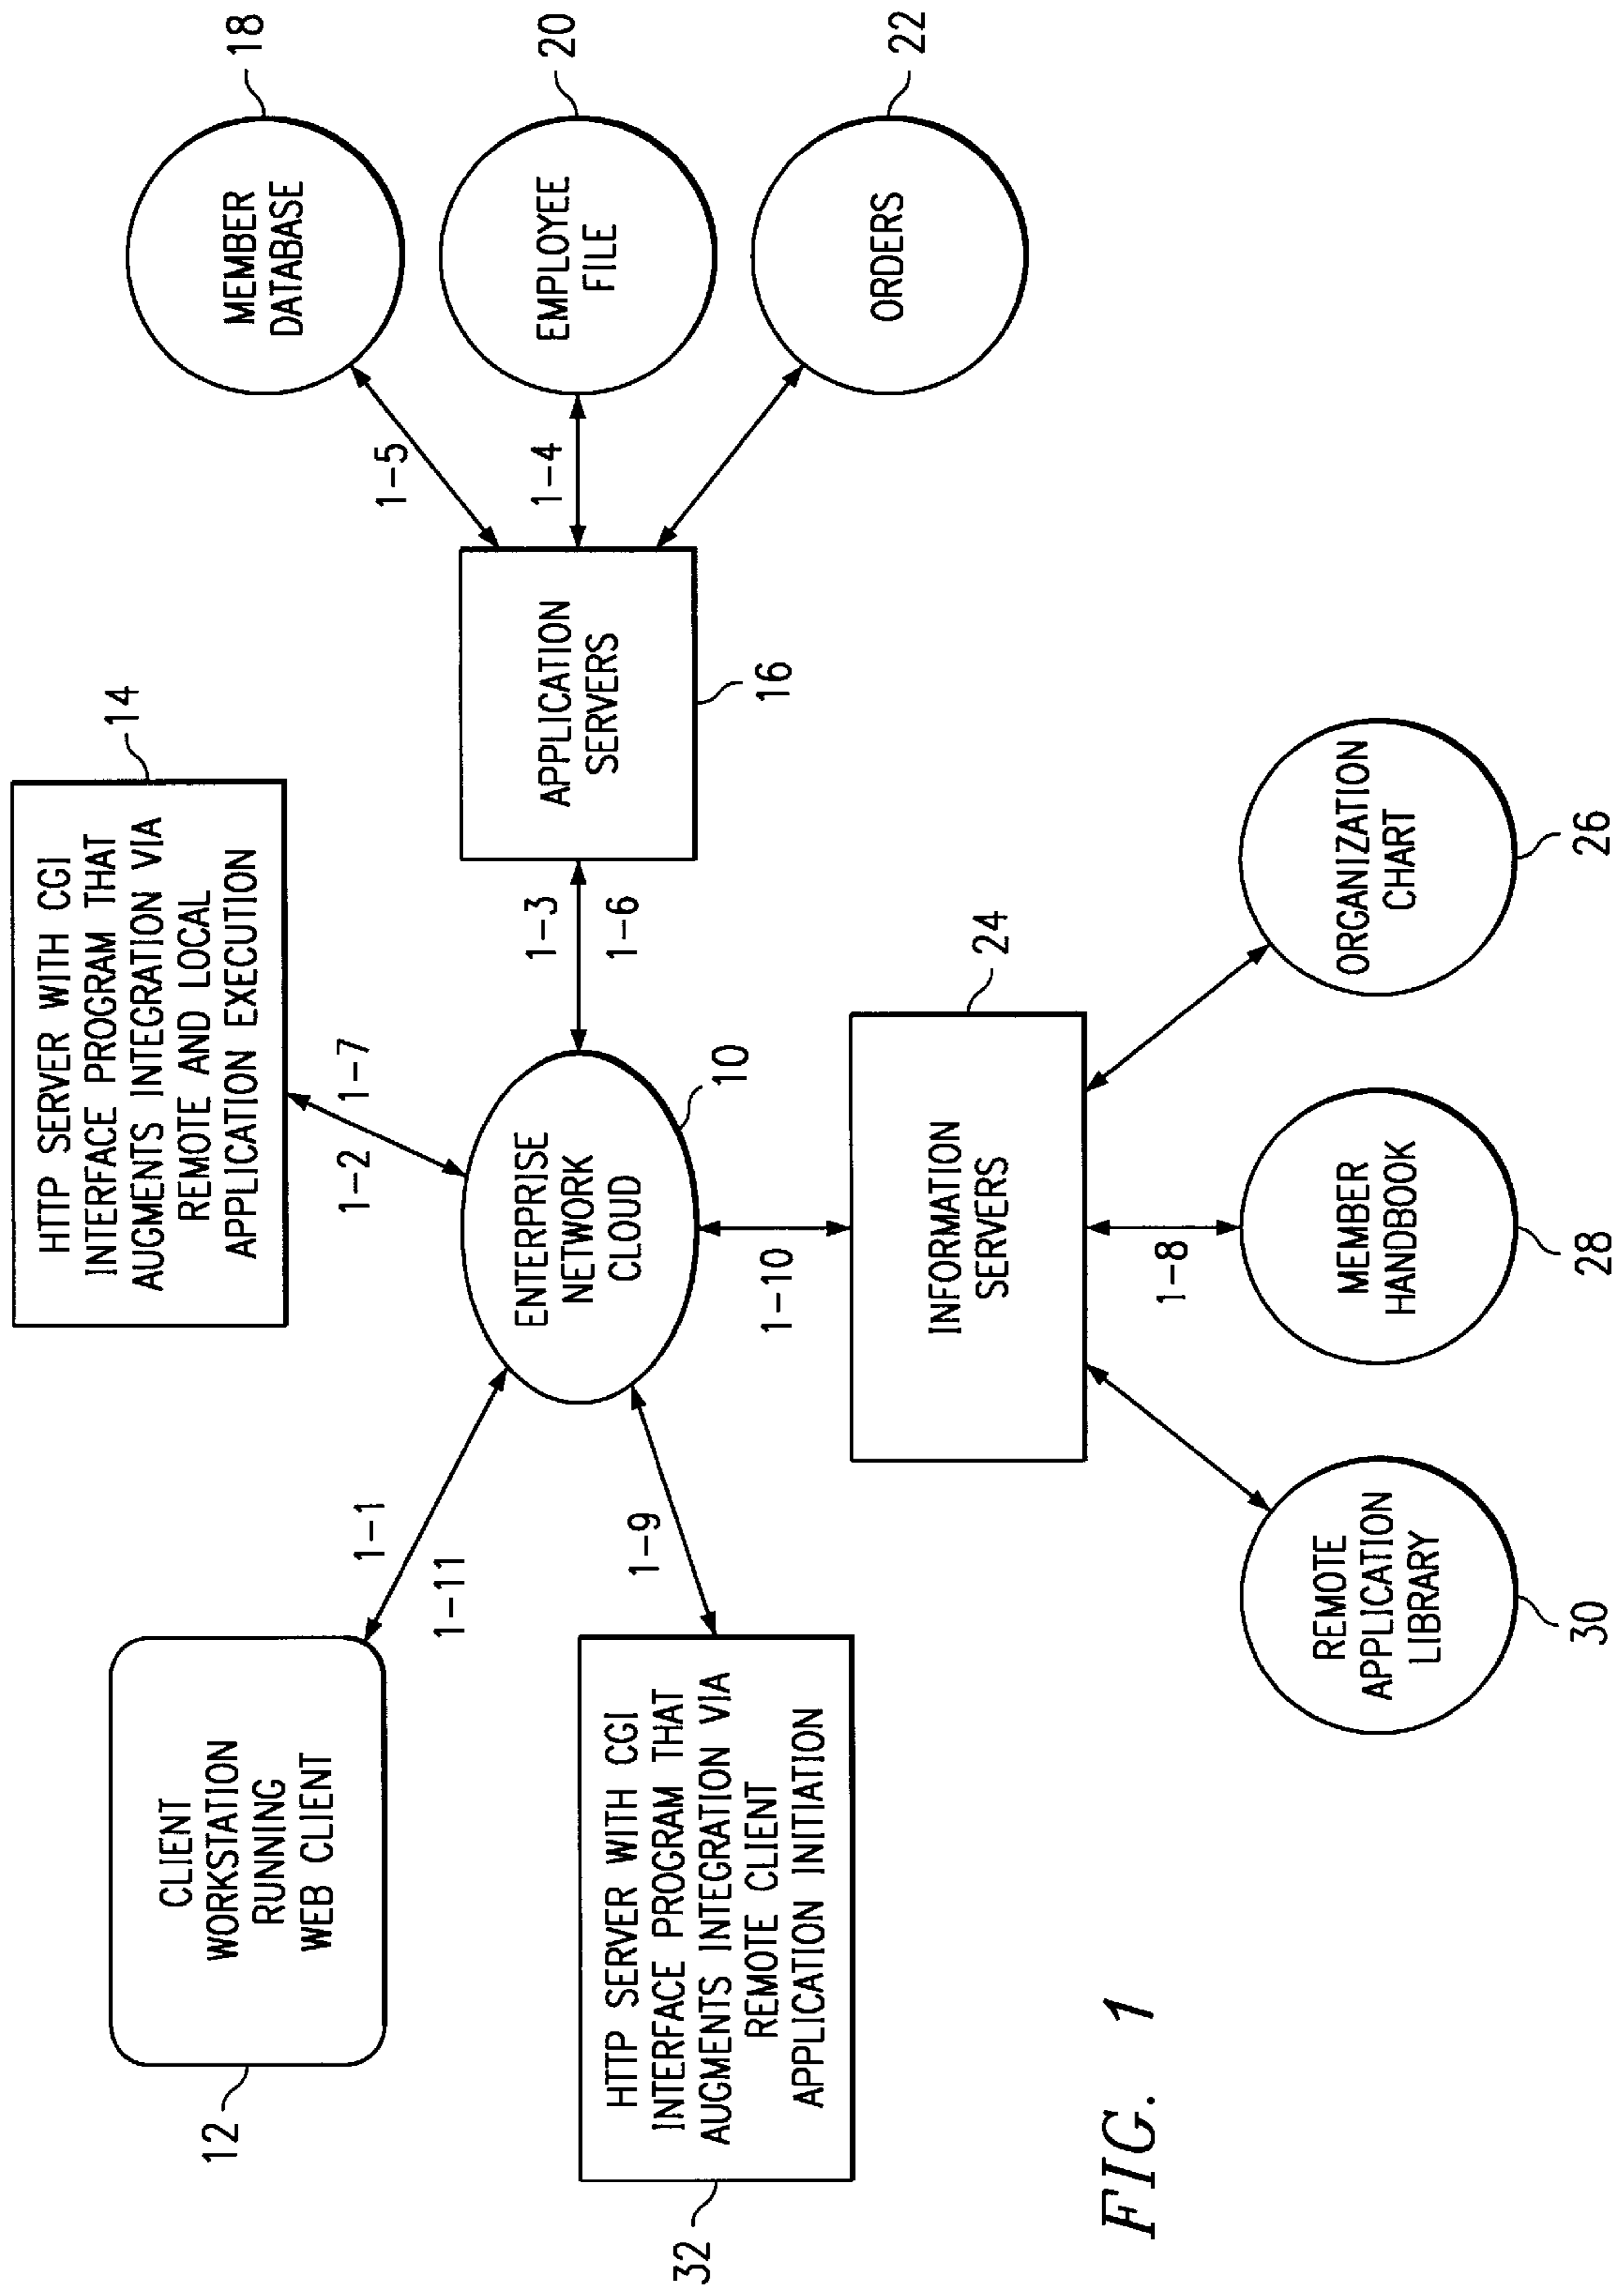 CLIENT
WORKSTATION
RUNNING
WEB CLIENT
12
1-1
1-11
HTTP SERVER WITH CGI
INTERFACE PROGRAM THAT
AUGMENTS INTEGRATION VIA
REMOTE AND LOCAL
APPLICATION EXECUTION
14
1-2
1-7
ENTERPRISE
NETWORK
CLOUD
10
1-3
1-6
APPLICATION
SERVERS
16
1-5
1-4
MEMBER
DATABASE
18
EMPLOYEE
FILE
20
ORDERS
22
HTTP SERVER WITH CGI
INTERFACE PROGRAM THAT
AUGMENTS INTEGRATION VIA
REMOTE CLIENT
APPLICATION INITIATION
32
1-9
1-10
INFORMATION
SERVERS
24
1-8
REMOTE
APPLICATION
LIBRARY
30
MEMBER
HANDBOOK
28
ORGANIZATION
CHART
26
FIG. 1